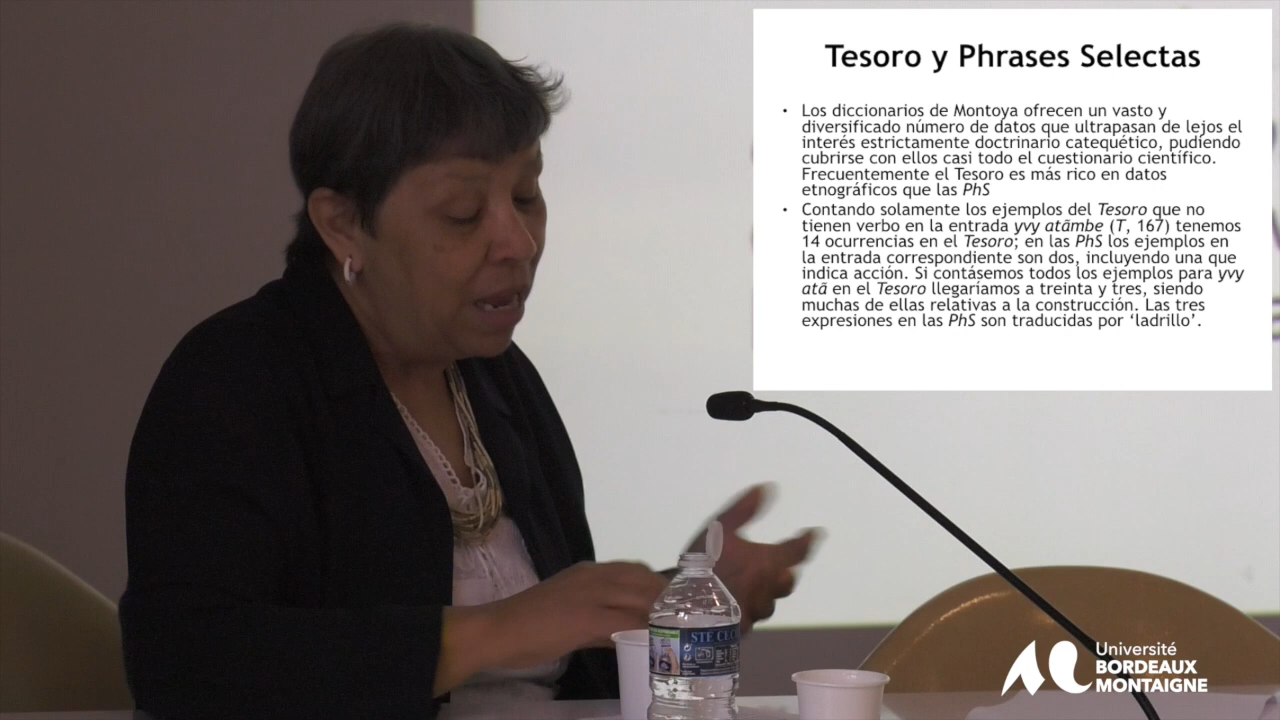 Tesoro y Phrases Selectas
• Los diccionarios de Montoya ofrecen un vasto y
diversificado número de datos que ultrapasan de lejos el
interés estrictamente doctrinario catequético, pudiendo
cubrirse con ellos casi todo el cuestionario científico.
Frecuentemente el Tesoro es más rico en datos
etnográficos que las PhS
• Contando solamente los ejemplos del Tesoro que no
tienen verbo en la entrada yvy atãmbe (T, 167) tenemos
14 ocurrencias en el Tesoro; en las PhS los ejemplos en
la entrada correspondiente son dos, incluyendo una que
indica acción. Si contásemos todos los ejemplos para yvy
atã en el Tesoro llegaríamos a treinta y tres, siendo
muchas de ellas relativas a la construcción. Las tres
expresiones en las PhS son traducidas por ‘ladrillo’.
Université
BORDEAUX
MONTAIGNE